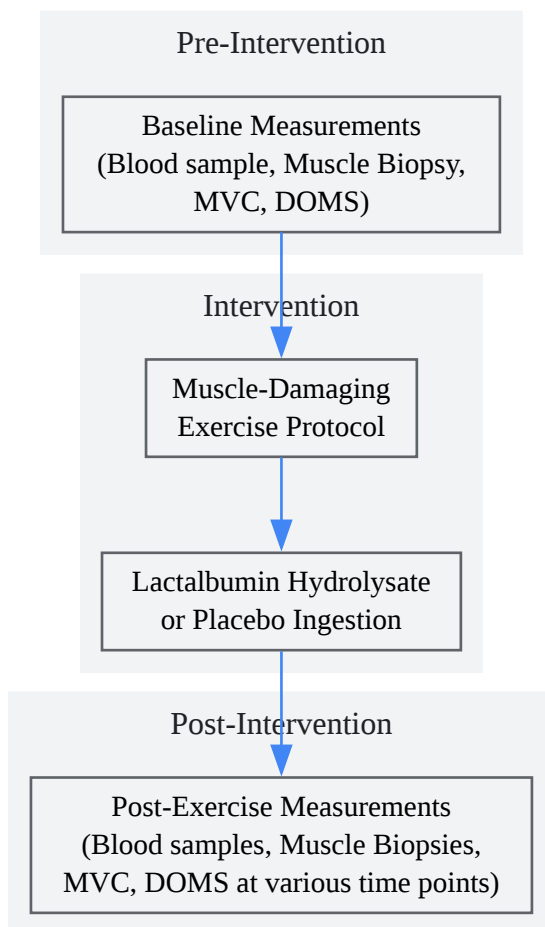 Pre-Intervention
Baseline Measurements
(Blood sample, Muscle Biopsy,
MVC, DOMS)
Intervention
Muscle-Damaging
Exercise Protocol
Lactalbumin Hydrolysate
or Placebo Ingestion
Post-Intervention
Post-Exercise Measurements
(Blood samples, Muscle Biopsies,
MVC, DOMS at various time points)